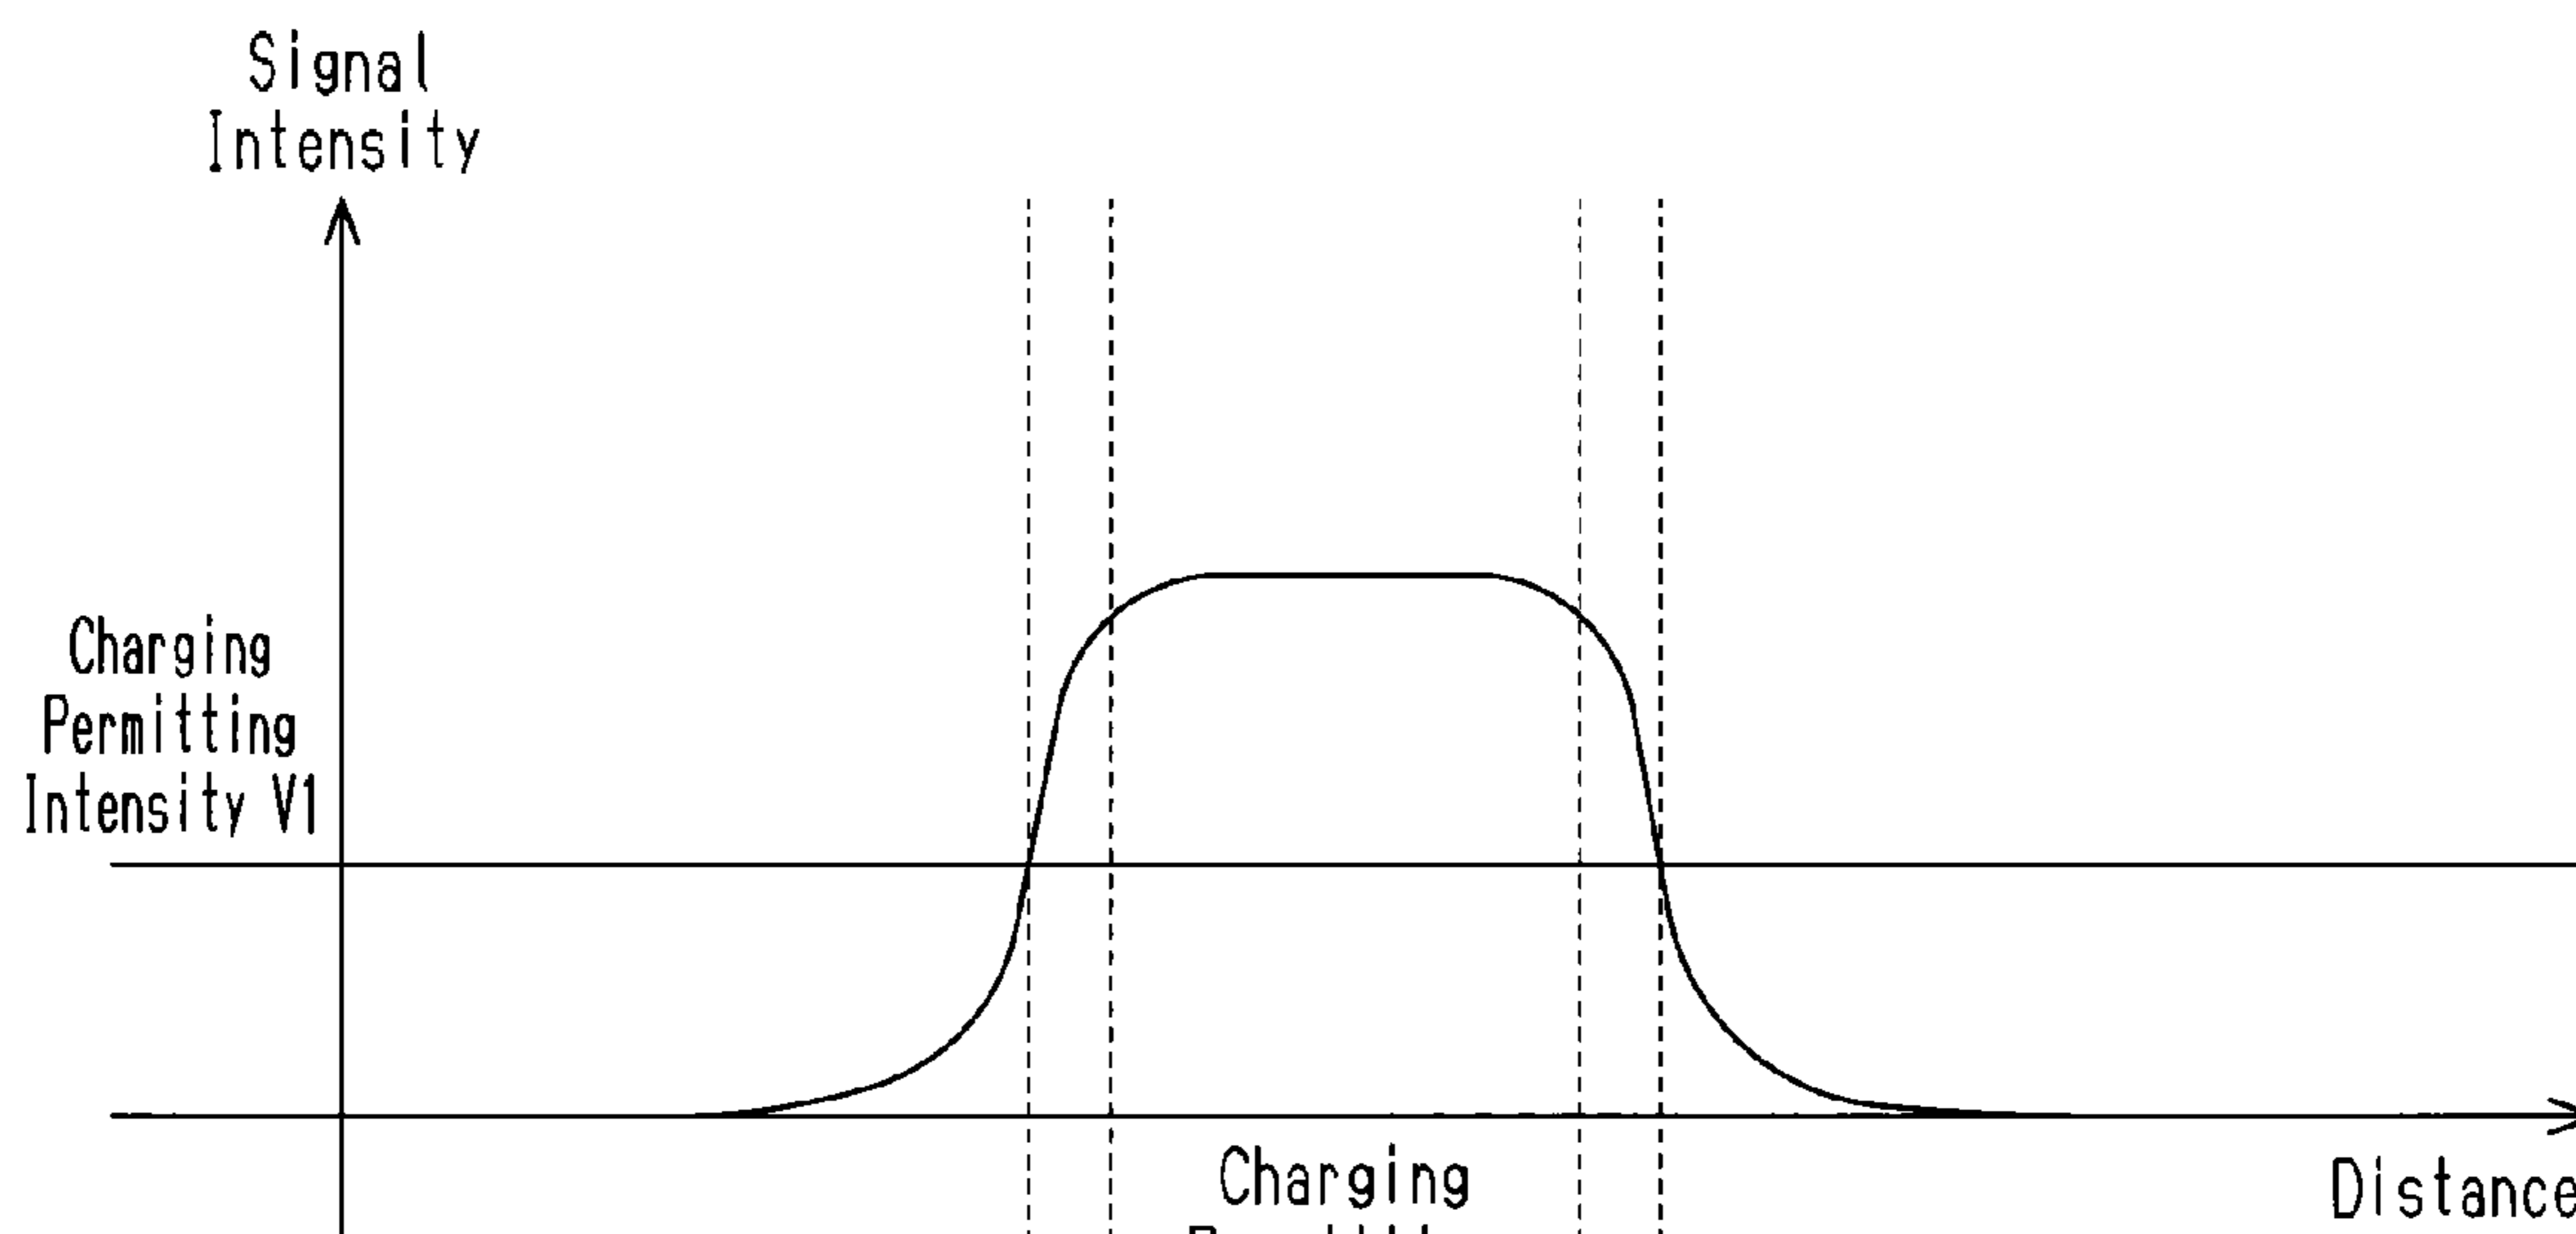 Signal
Intensity
Charging
Permitting
Intensity V1
Charging
Distance